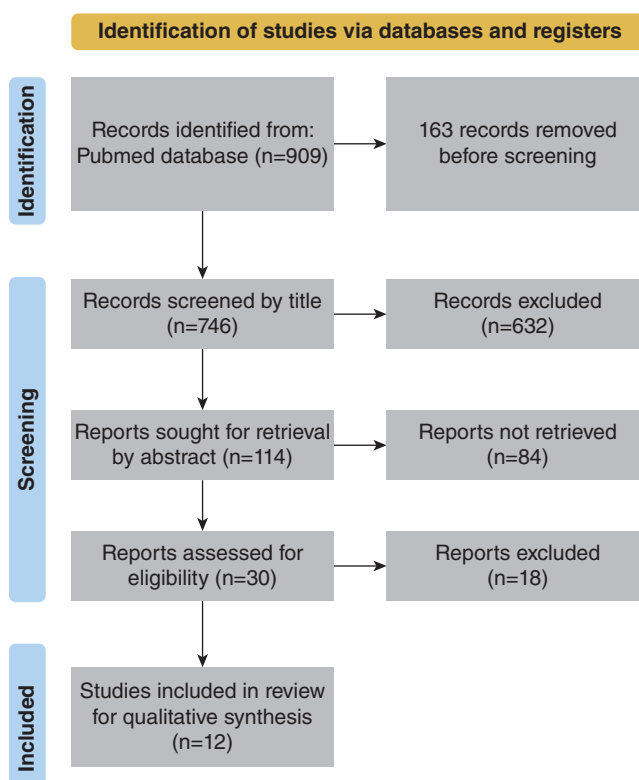 Identification of studies via databases and registers
Identification
Records identified from:
Pubmed database (n=909)
163 records removed
before screening
Screening
Records screened by title
(n=746)
Records excluded
(n=632)
Reports sought for retrieval
by abstract (n=114)
Reports not retrieved
(n=84)
Reports assessed for
eligibility (n=30)
Reports excluded
(n=18)
Included
Studies included in review
for qualitative synthesis
(n=12)